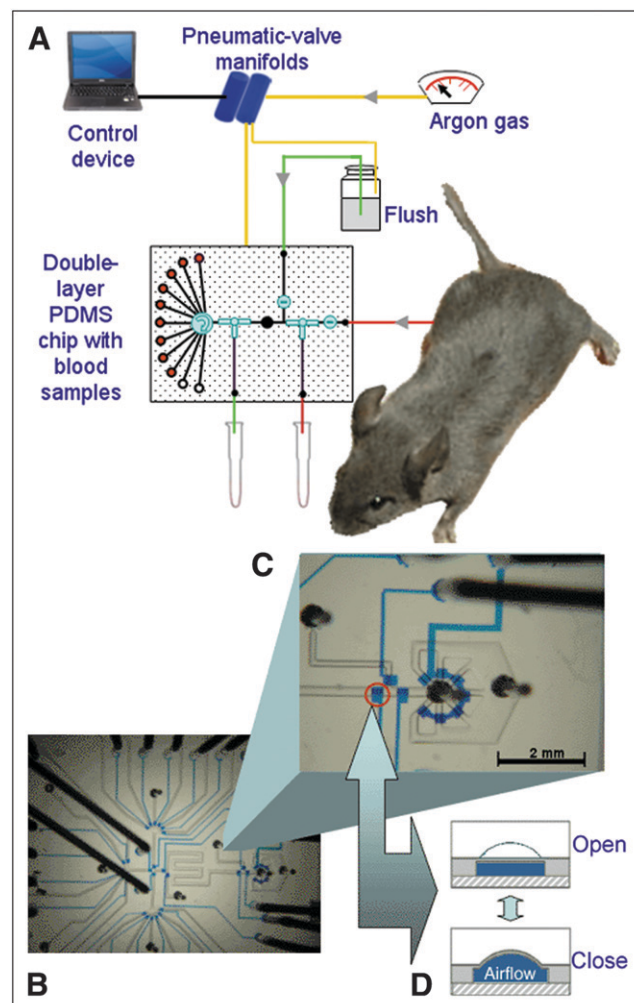 A
Pneumatic-valve
manifolds
Control
device
Argon gas
Flush
Double-
layer
PDMS
chip with
blood
samples
C
2 mm
B
Open
Close
Airflow
D